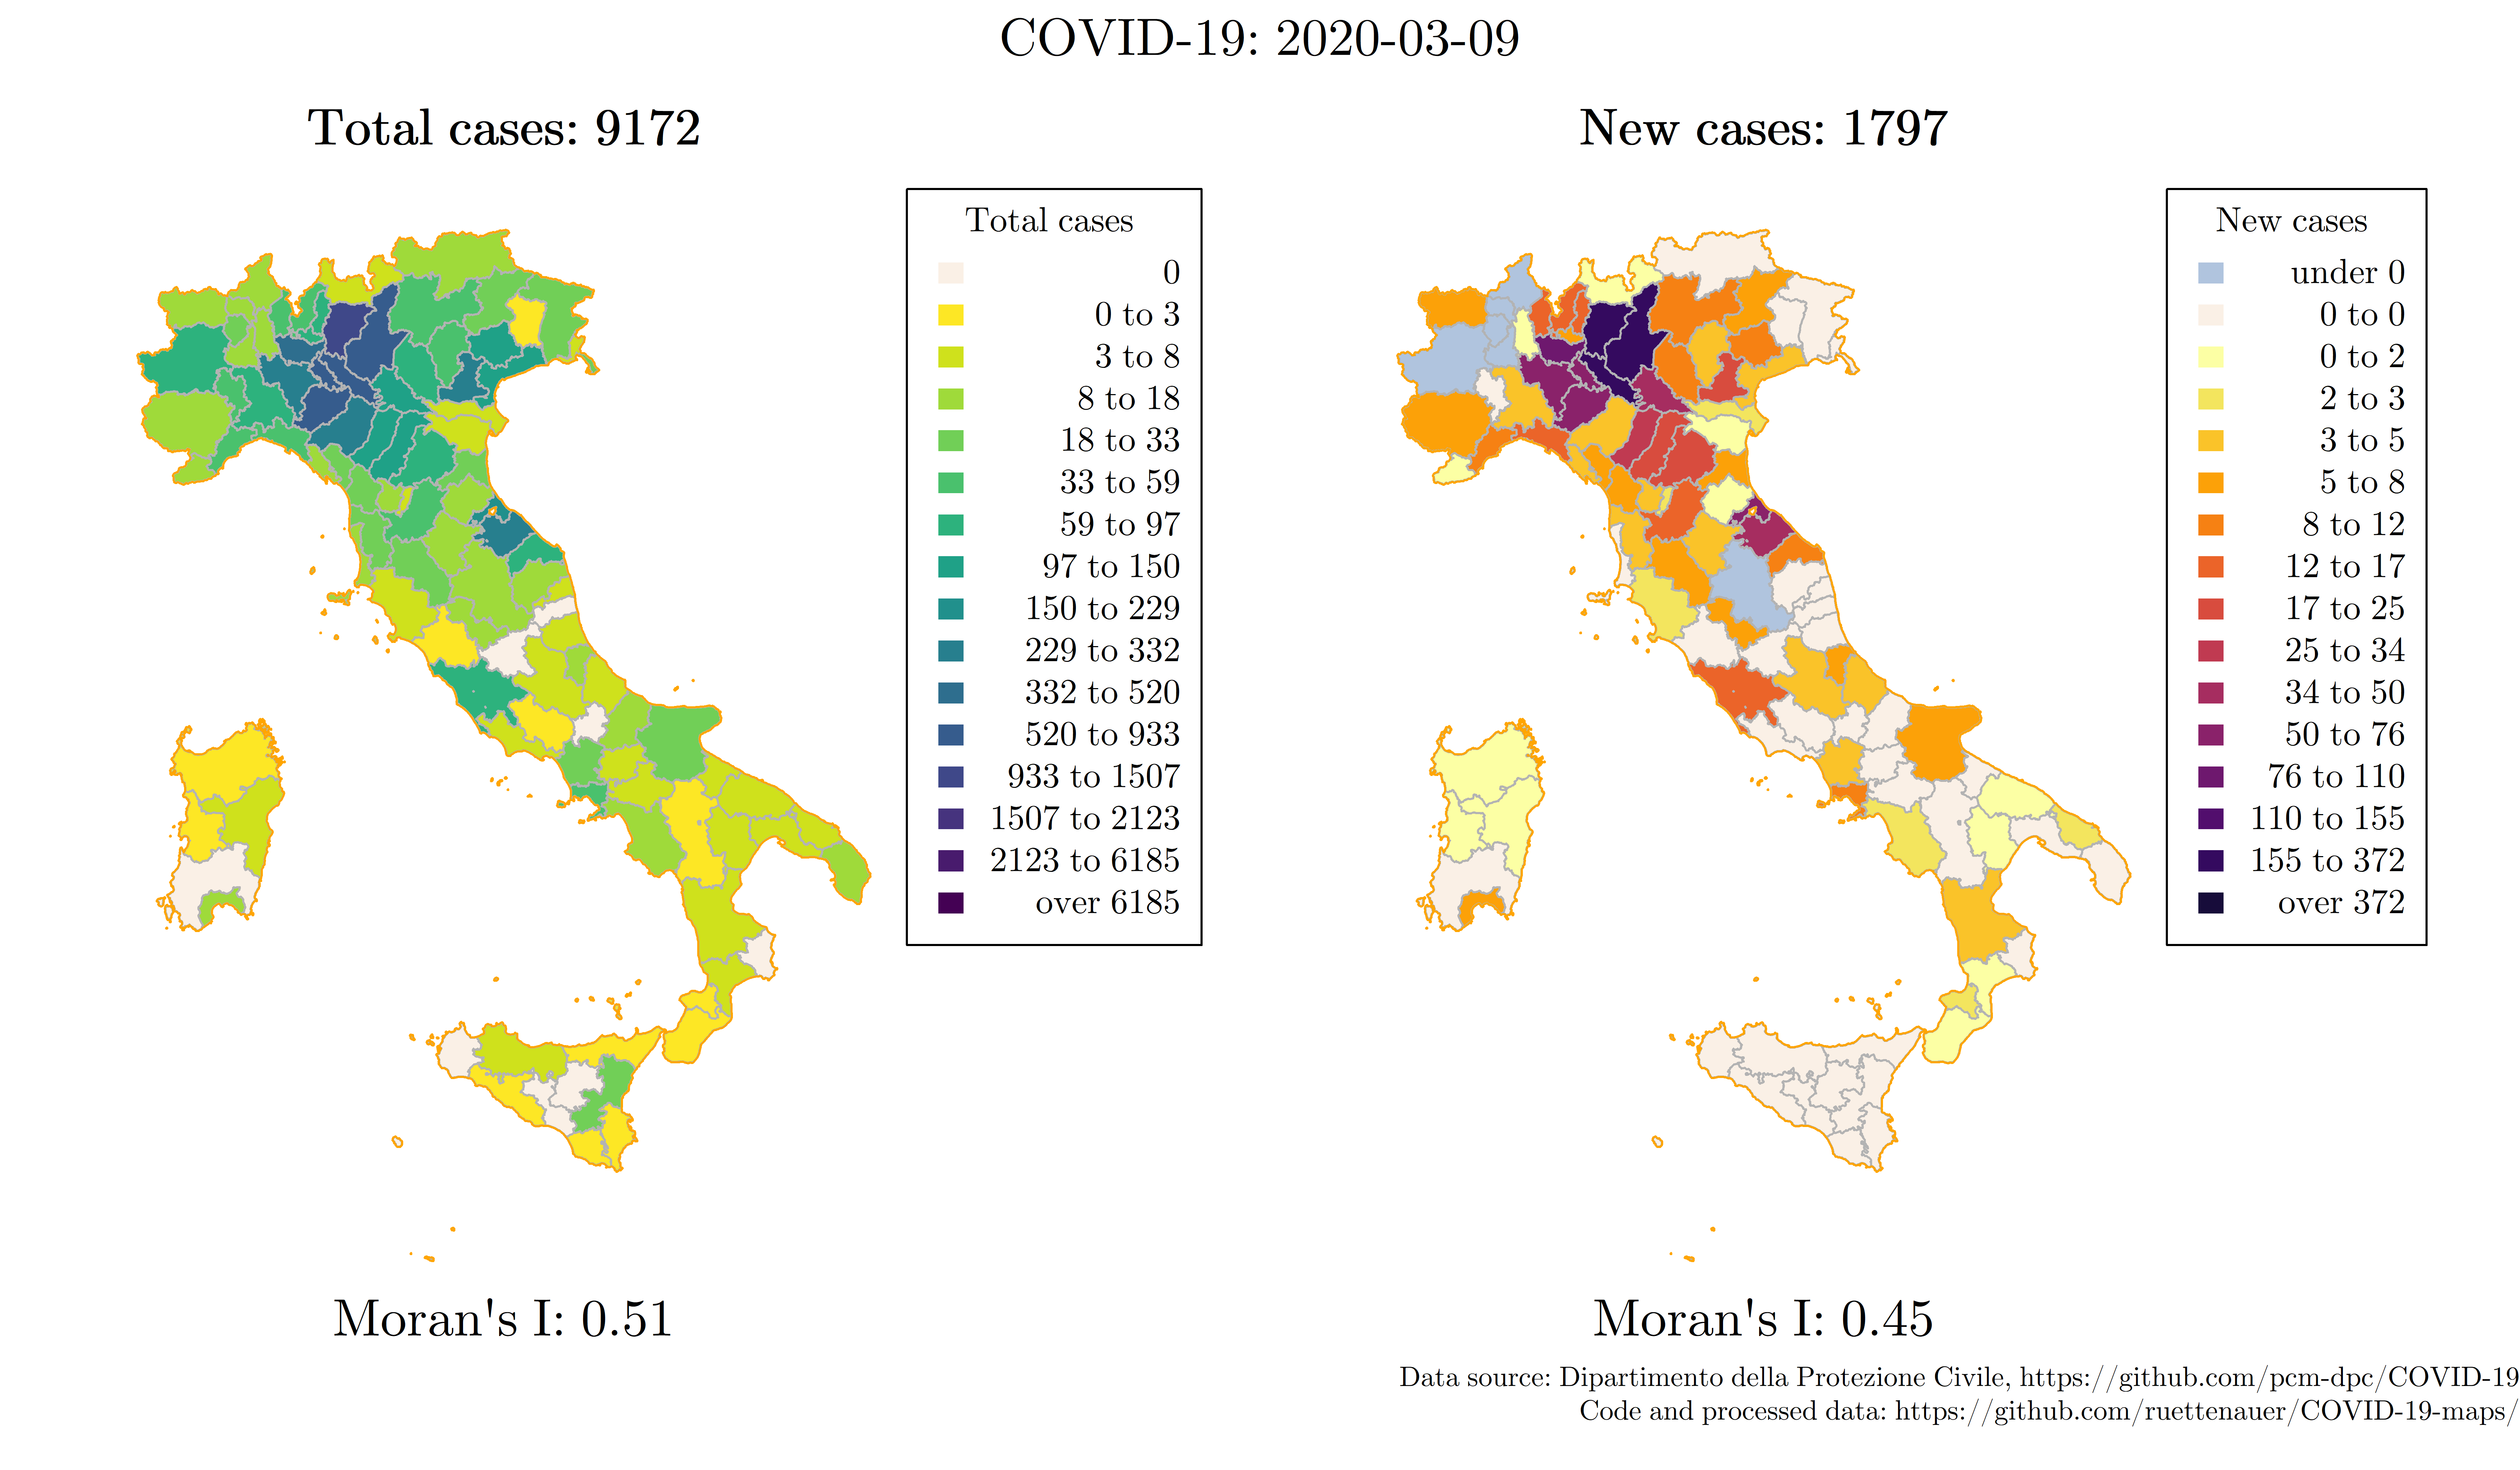 COVID-19: 2020-03-09
Total cases: 9172
Total cases
0
0 to 3
3 to 8
8 to 18
18 to 33
33 to 59
59 to 97
97 to 150
150 to 229
229 to 332
332 to 520
520 to 933
933 to 1507
1507 to 2123
2123 to 6185
over 6185
Moran's I: 0.51
New cases: 1797
New cases
under 0
0 to 0
0 to 2
2 to 3
3 to 5
5 to 8
8 to 12
12 to 17
17 to 25
25 to 34
34 to 50
50 to 76
76 to 110
110 to 155
155 to 372
over 372
Moran's I: 0.45
Data source: Dipartimento della Protezione Civile, https://github.com/pcm-dpc/COVID-19
Code and processed data: https://github.com/ruettenauer/COVID-19-maps/